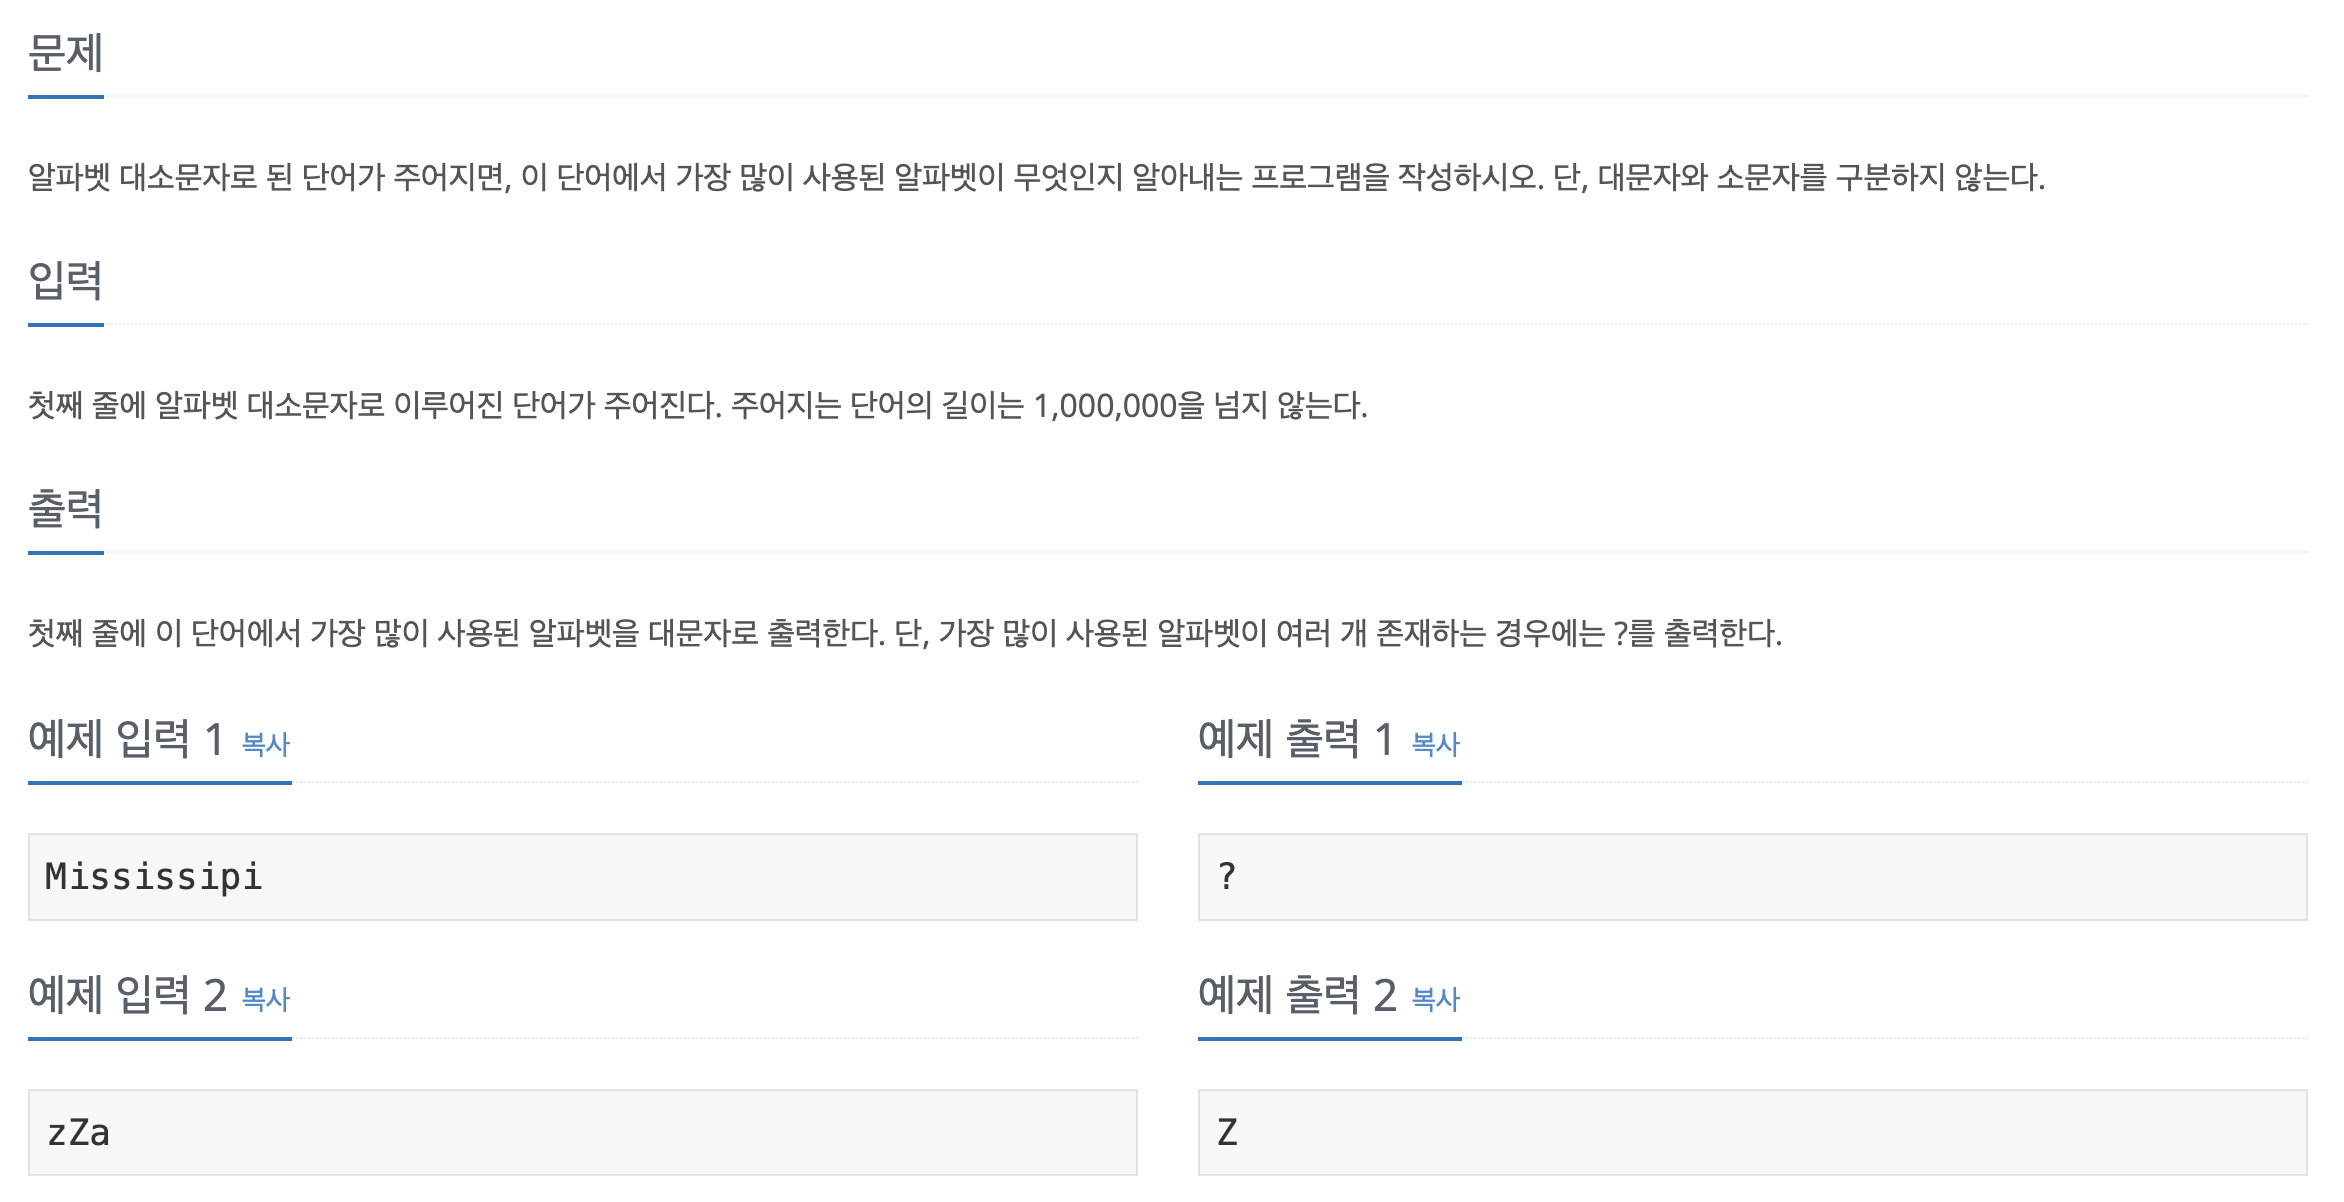 문제
알파벳 대소문자로 된 단어가 주어지면, 이 단어에서 가장 많이 사용된 알파벳이 무엇인지 알아내는 프로그램을 작성하시오. 단, 대문자와 소문자를 구분하지 않는다.
입력
첫째 줄에 알파벳 대소문자로 이루어진 단어가 주어진다. 주어지는 단어의 길이는 1,000,000을 넘지 않는다.
출력
첫째 줄에 이 단어에서 가장 많이 사용된 알파벳을 대문자로 출력한다. 단, 가장 많이 사용된 알파벳이 여러 개 존재하는 경우에는 ?를 출력한다.
예제 입력 1 복사
Mississipi
예제 출력 1 복사
?
예제 입력 2 복사
zZa
예제 출력 2 복사
Z